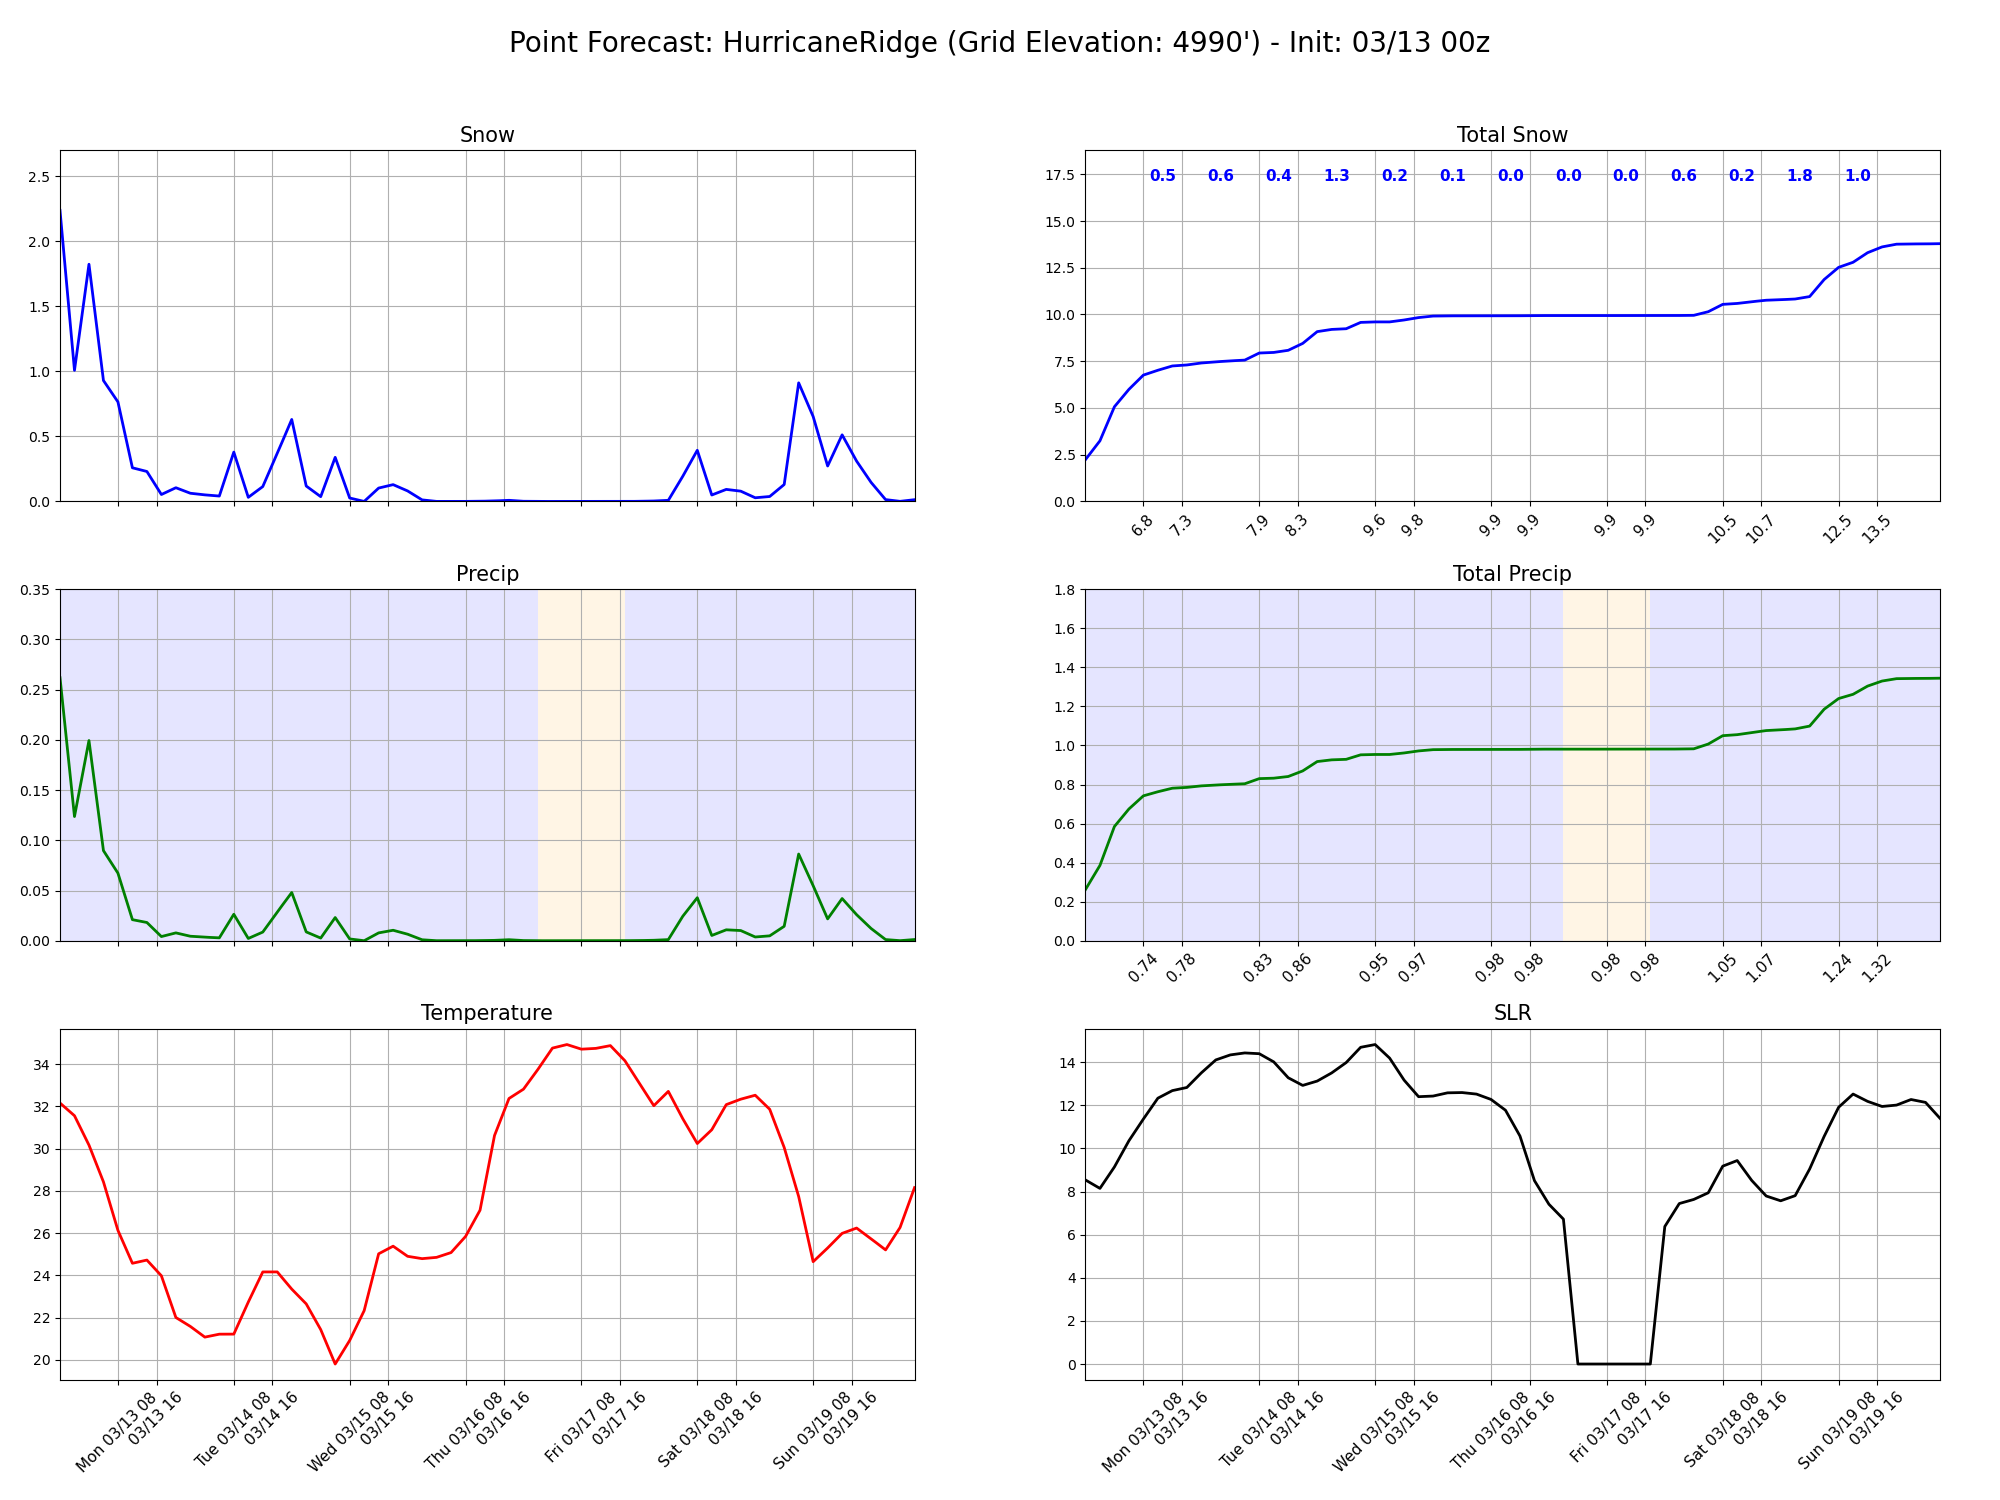 Point Forecast: HurricaneRidge (Grid Elevation: 4990') - Init: 03/13 00z
Snow
2.5
2.0
1.5
1.0
0.5
0.0
Total Snow
17.5
15.0
12.5
10.0
7.5
5.0
2.5
0.0
0.5 0.6 0.4 1.3 0.2 0.1 0.0 0.0 0.0 0.6 0.2 1.8 1.0
6.8 7.3 7.9 8.3 9.6 9.8 9.9 9.9 9.9 9.9 10.5 10.7 12.5 13.5
Precip
0.35
0.30
0.25
0.20
0.15
0.10
0.05
0.00
Total Precip
1.8
1.6
1.4
1.2
1.0
0.8
0.6
0.4
0.2
0.0
0.74 0.78 0.83 0.86 0.95 0.97 0.98 0.98 0.98 0.98 1.05 1.07 1.24 1.32
Temperature
34
32
30
28
26
24
22
20
Mon 03/13 08
03/13 16
Tue 03/14 08
03/14 16
Wed 03/15 08
03/15 16
Thu 03/16 08
03/16 16
Fri 03/17 08
03/17 16
Sat 03/18 08
03/18 16
Sun 03/19 08
03/19 16
SLR
14
12
10
8
6
4
2
0
Mon 03/13 08
03/13 16
Tue 03/14 08
03/14 16
Wed 03/15 08
03/15 16
Thu 03/16 08
03/16 16
Fri 03/17 08
03/17 16
Sat 03/18 08
03/18 16
Sun 03/19 08
03/19 16